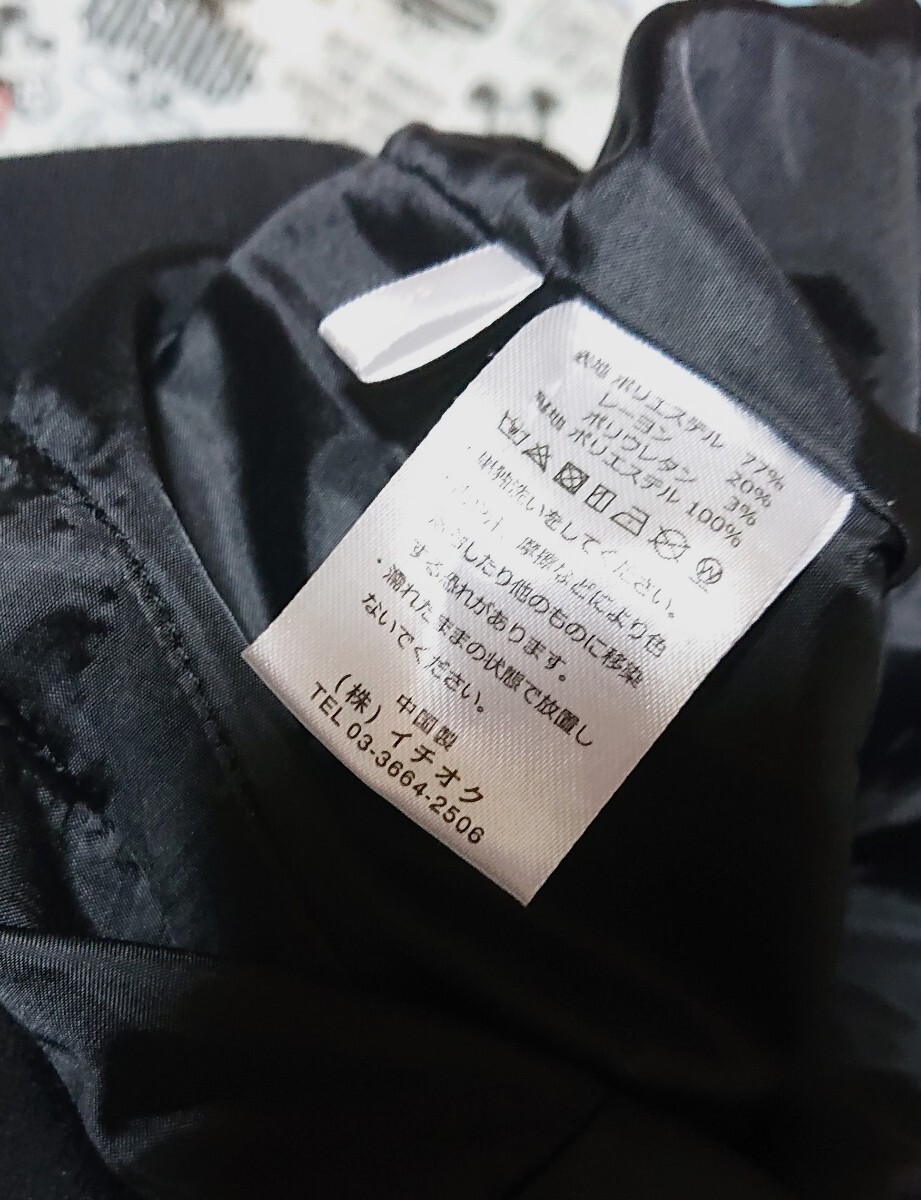 表地 ポリエステル 77%
レーヨン 20%
ポリウレタン 3%
裏地 ポリエステル 100%
・単独洗いをしてください。
摩擦などにより色
したり他のものに移染
する恐れがあります。
・濡れたままの状態で放置し
ないでください。
中国製
(株)イチオク
TEL 03-3664-2506